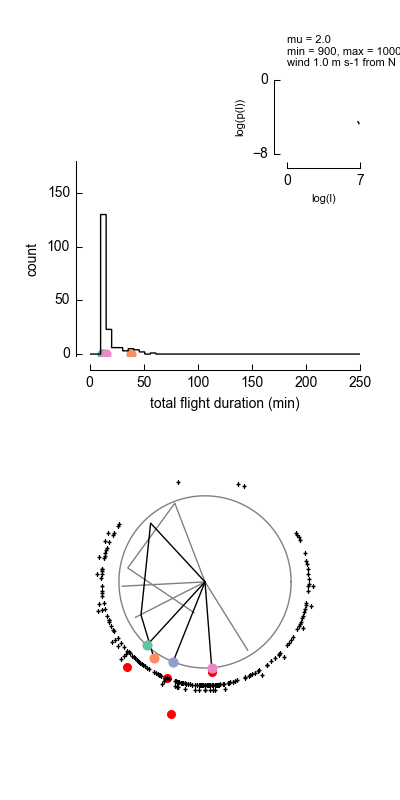 mu = 2.0
min = 900, max = 1000
wind 1.0 m s-1 from N
0
log(p(l))
−8
0 7
log(l)
150
100
50
0
count
0 50 100 150 200 250
total flight duration (min)